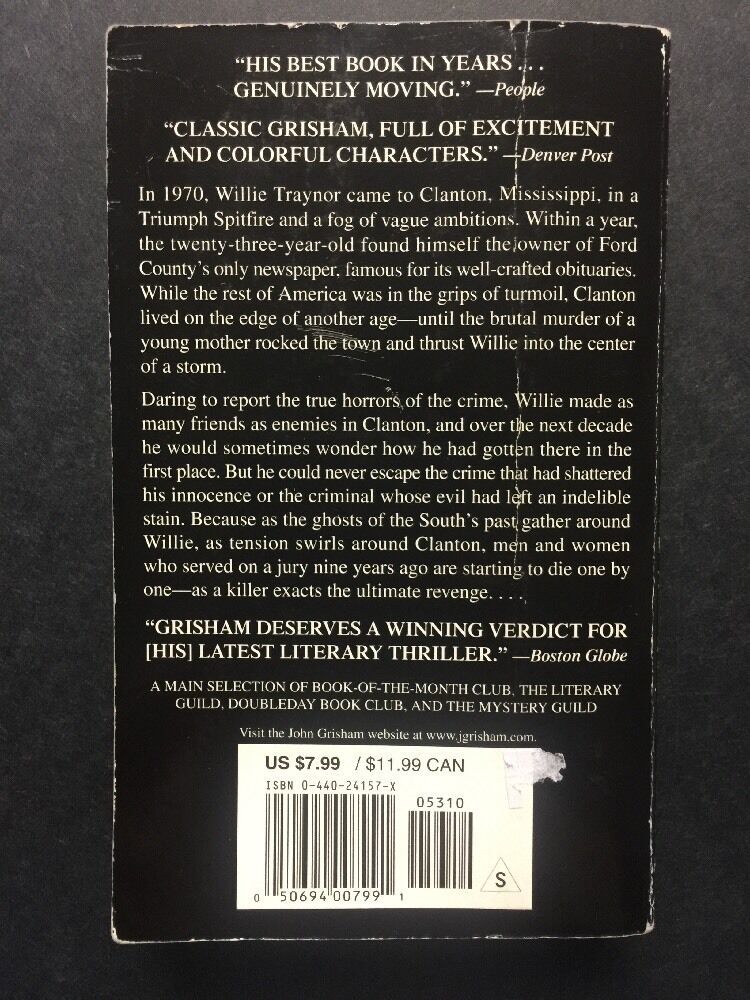 “HIS BEST BOOK IN YEARS . . .
GENUINELY MOVING.” —People
“CLASSIC GRISHAM, FULL OF EXCITEMENT
AND COLORFUL CHARACTERS.” —Denver Post
In 1970, Willie Traynor came to Clanton, Mississippi, in a
Triumph Spitfire and a fog of vague ambitions. Within a year,
the twenty-three-year-old found himself the owner of Ford
County’s only newspaper, famous for its well-crafted obituaries.
While the rest of America was in the grips of turmoil, Clanton
lived on the edge of another age—until the brutal murder of a
young mother rocked the town and thrust Willie into the center
of a storm.
Daring to report the true horrors of the crime, Willie made as
many friends as enemies in Clanton, and over the next decade
he would sometimes wonder how he had gotten there in the
first place. But he could never escape the crime that had shattered
his innocence or the criminal whose evil had left an indelible
stain. Because as the ghosts of the South’s past gather around
Willie, as tension swirls around Clanton, men and women
who served on a jury nine years ago are starting to die one by
one—as a killer exacts the ultimate revenge. . . .
“GRISHAM DESERVES A WINNING VERDICT FOR
[HIS] LATEST LITERARY THRILLER.” —Boston Globe
A MAIN SELECTION OF BOOK-OF-THE-MONTH CLUB, THE LITERARY
GUILD, DOUBLEDAY BOOK CLUB, AND THE MYSTERY GUILD
Visit the John Grisham website at www.jgrisham.com.
US $7.99 / $11.99 CAN
ISBN 0-440-24157-X
05310
S
0 50694 00799 1